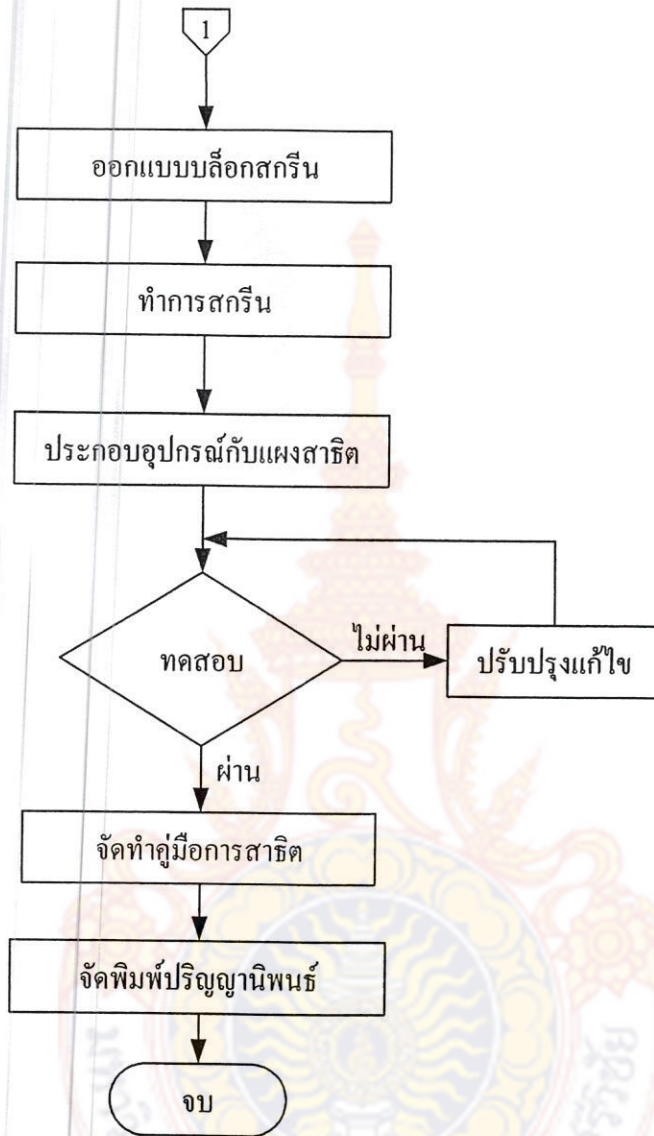 1
ออกแบบบล็อกสกรีน
ทำการสกรีน
ประกอบอุปกรณ์กับแผงสาธิต
ทดสอบ
ไม่ผ่าน
ปรับปรุงแก้ไข
ผ่าน
จัดทำคู่มือการสาธิต
จัดพิมพ์ปริญญานิพนธ์
จบ